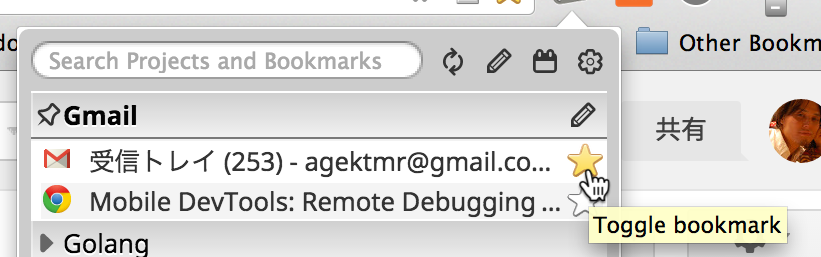 Other Bookm
Search Projects and Bookmarks
Gmail
共有
受信トレイ (253) - agektmr@gmail.co...
Mobile DevTools: Remote Debugging ...
Toggle bookmark
Golang